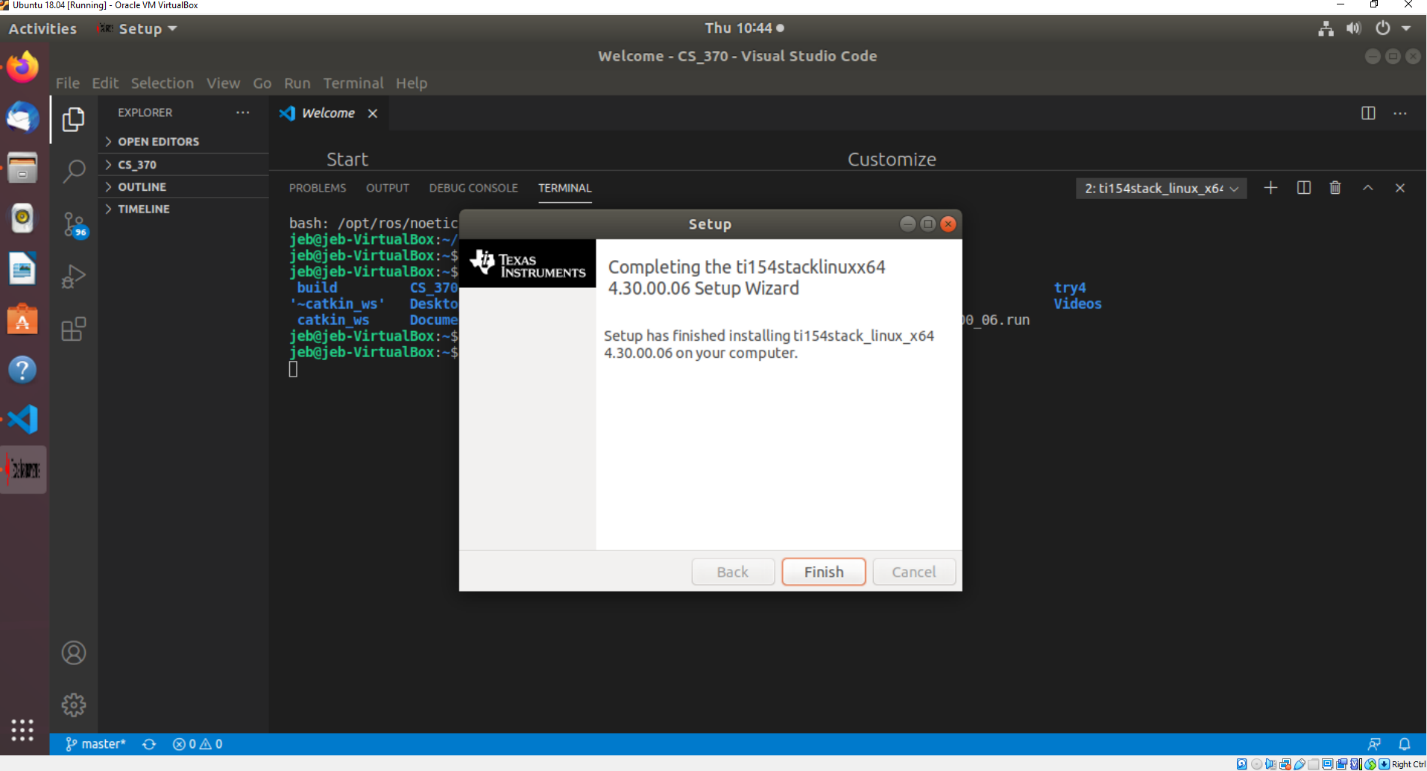 Ubuntu 18.04 [Running] - Oracle VM VirtualBox
Activities Setup Thu 10:44
Welcome - CS_370 - Visual Studio Code
File Edit Selection View Go Run Terminal Help
EXPLORER
Welcome
OPEN EDITORS
CS_370
OUTLINE
TIMELINE
96
Start Customize
PROBLEMS OUTPUT DEBUG CONSOLE TERMINAL
2: ti154stack_linux_x64
bash: /opt/ros/noetic
jeb@jeb-VirtualBox:~/
jeb@jeb-VirtualBox:~$
jeb@jeb-VirtualBox:~$
build CS_370 try4
'~catkin_ws' Deskto Videos
catkin_ws Docume 00_06.run
jeb@jeb-VirtualBox:~$
jeb@jeb-VirtualBox:~$
Setup
TEXAS
INSTRUMENTS
Completing the ti154stacklinuxx64
4.30.00.06 Setup Wizard
Setup has finished installing ti154stack_linux_x64
4.30.00.06 on your computer.
Back Finish Cancel
master* 0 0
Right Ctrl